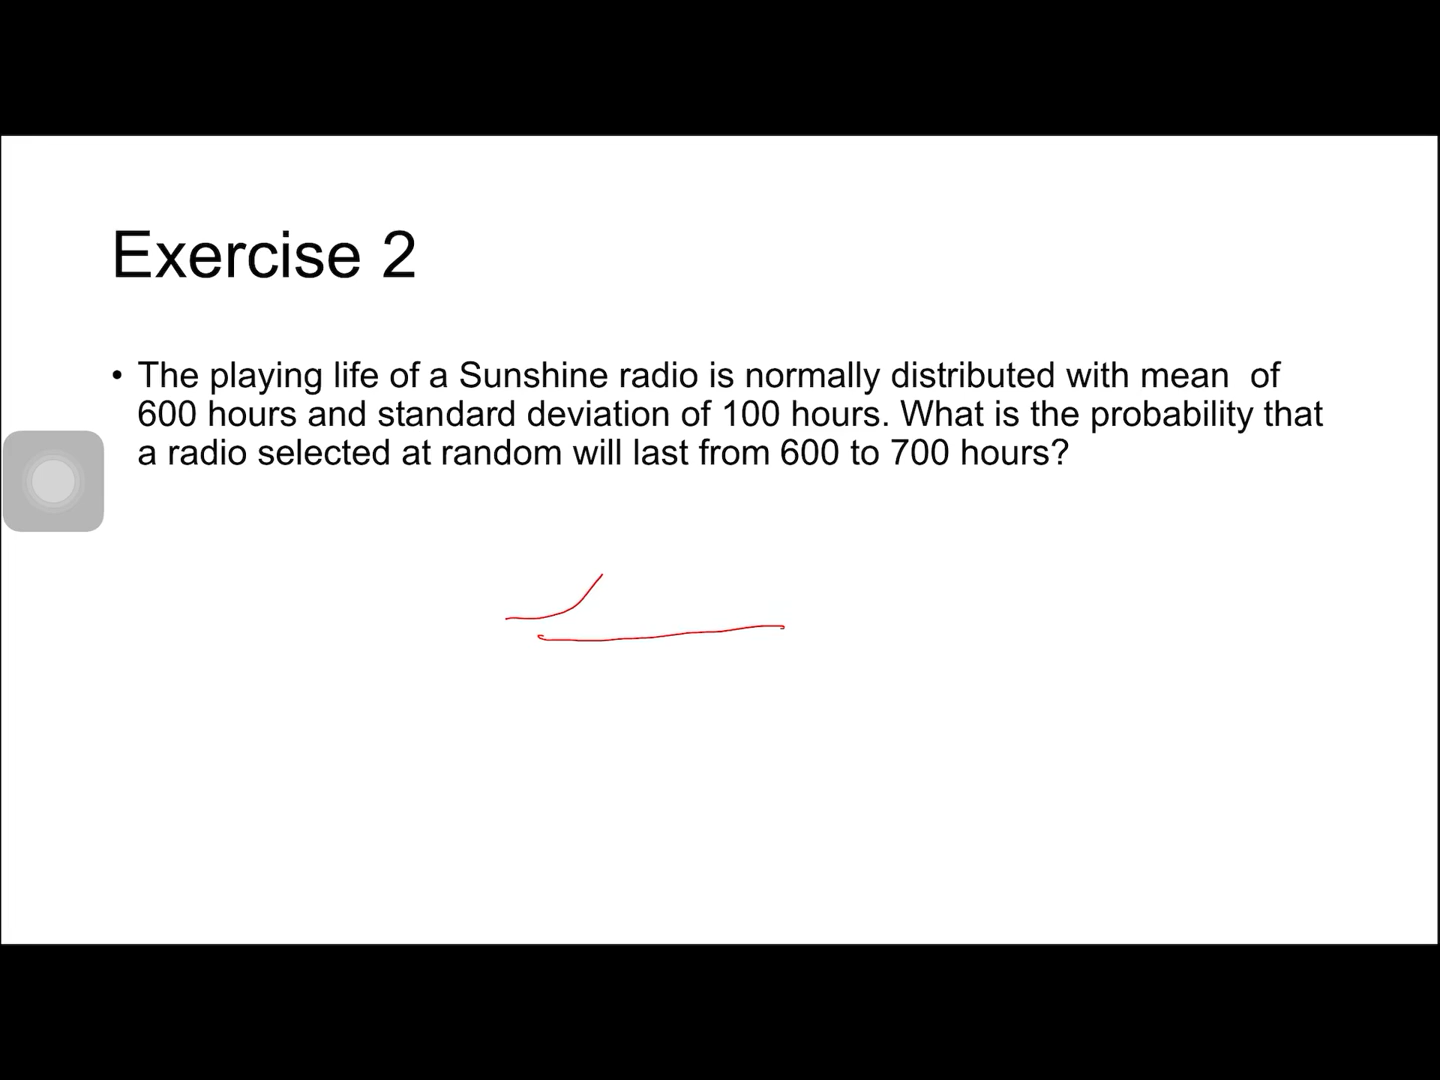 Exercise 2
• The playing life of a Sunshine radio is normally distributed with mean  of
600 hours and standard deviation of 100 hours. What is the probability that
a radio selected at random will last from 600 to 700 hours?